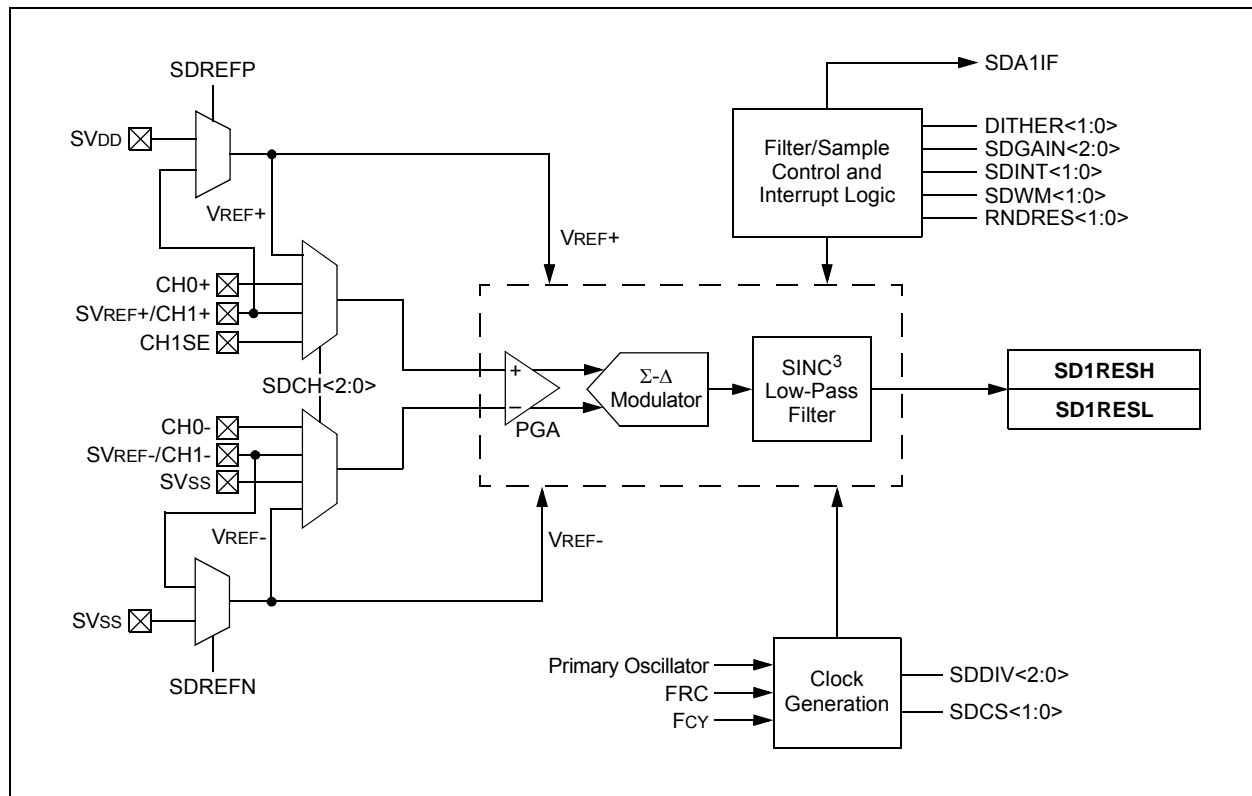 SDREFP
SVDD
VREF+
CH0+
SVREF+/CH1+
CH1SE
SDCH<2:0>
CH0-
SVREF-/CH1-
SVSS
VREF-
SVSS
SDREFN
VREF+
VREF-
+
–
PGA
Σ-Δ
Modulator
SINC³
Low-Pass
Filter
SDA1IF
Filter/Sample
Control and
Interrupt Logic
DITHER<1:0>
SDGAIN<2:0>
SDINT<1:0>
SDWM<1:0>
RNDRES<1:0>
SD1RESH
SD1RESL
Primary Oscillator
FRC
FCY
Clock
Generation
SDDIV<2:0>
SDCS<1:0>